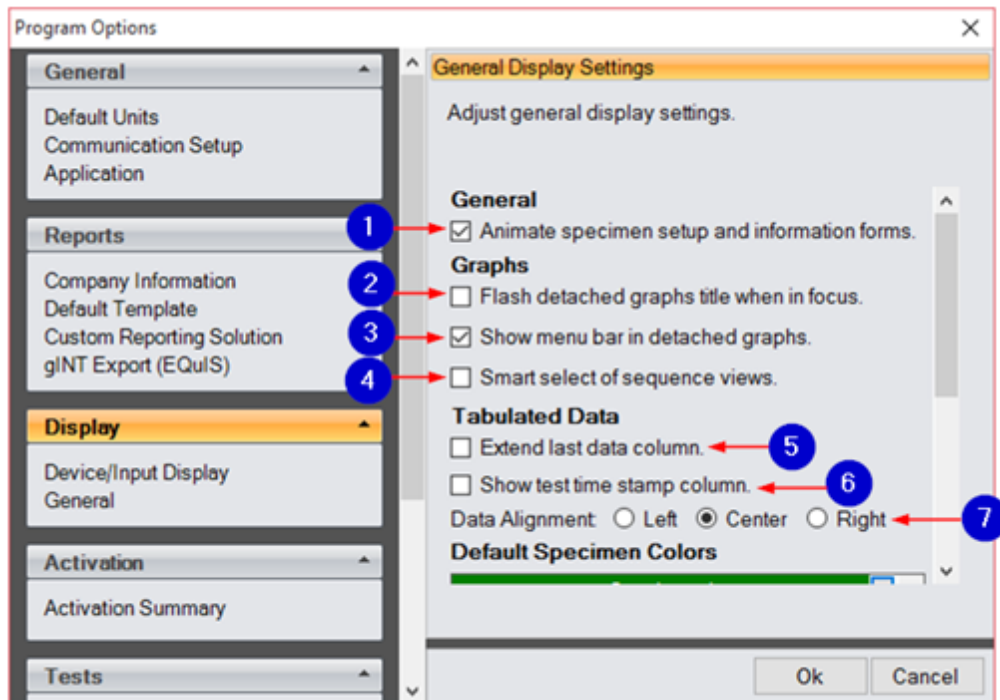 Program Options
General
Default Units
Communication Setup
Application
Reports
Company Information
Default Template
Custom Reporting Solution
gINT Export (EQuIS)
Display
Device/Input Display
General
Activation
Activation Summary
Tests
General Display Settings
Adjust general display settings.
General
1 Animate specimen setup and information forms.
Graphs
2 Flash detached graphs title when in focus.
3 Show menu bar in detached graphs.
4 Smart select of sequence views.
Tabulated Data
Extend last data column. 5
Show test time stamp column. 6
Data Alignment: Left Center Right 7
Default Specimen Colors
Ok Cancel